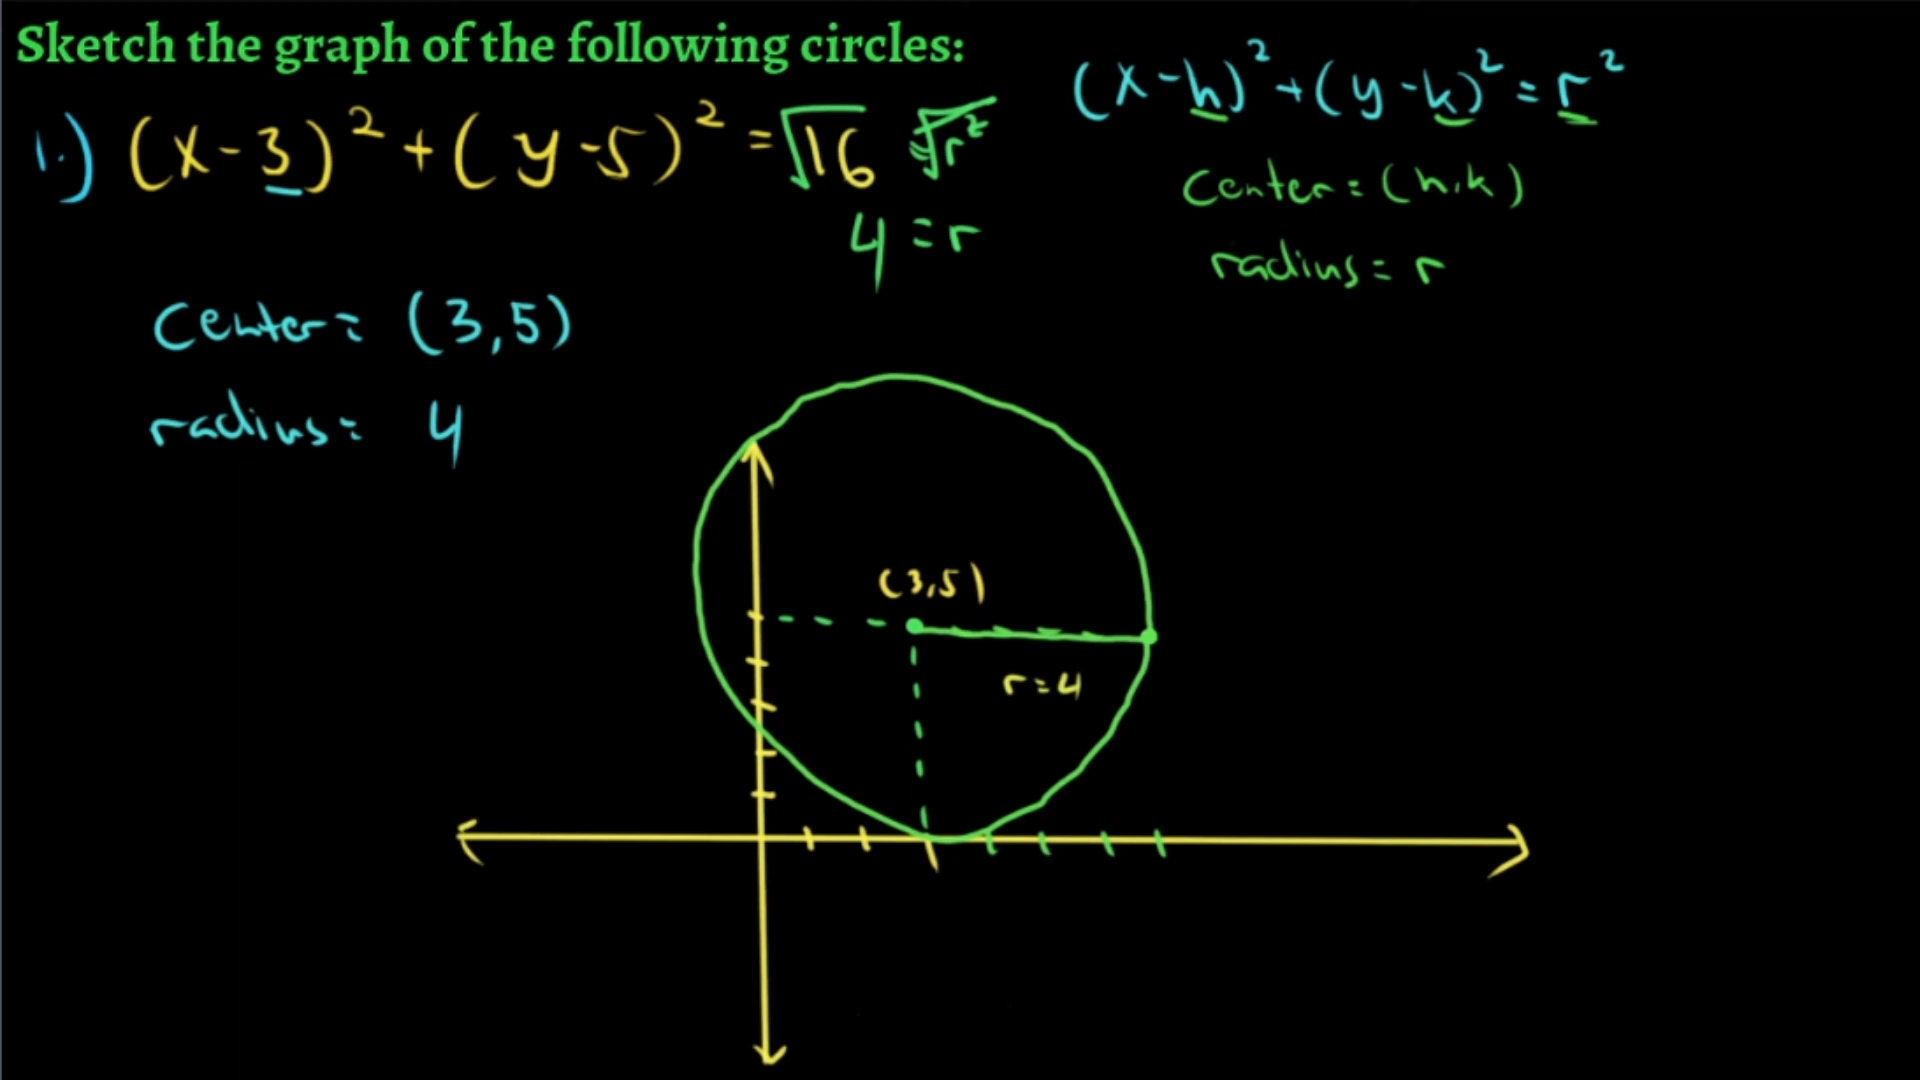 Sketch the graph of the following circles:
(x-h)² + (y-k)² = r²
1.) (x-3)² + (y-5)² = √16 = √r²
Center = (h,k)
4 = r
radius = r
Center = (3,5)
radius = 4
(3,5)
r=4